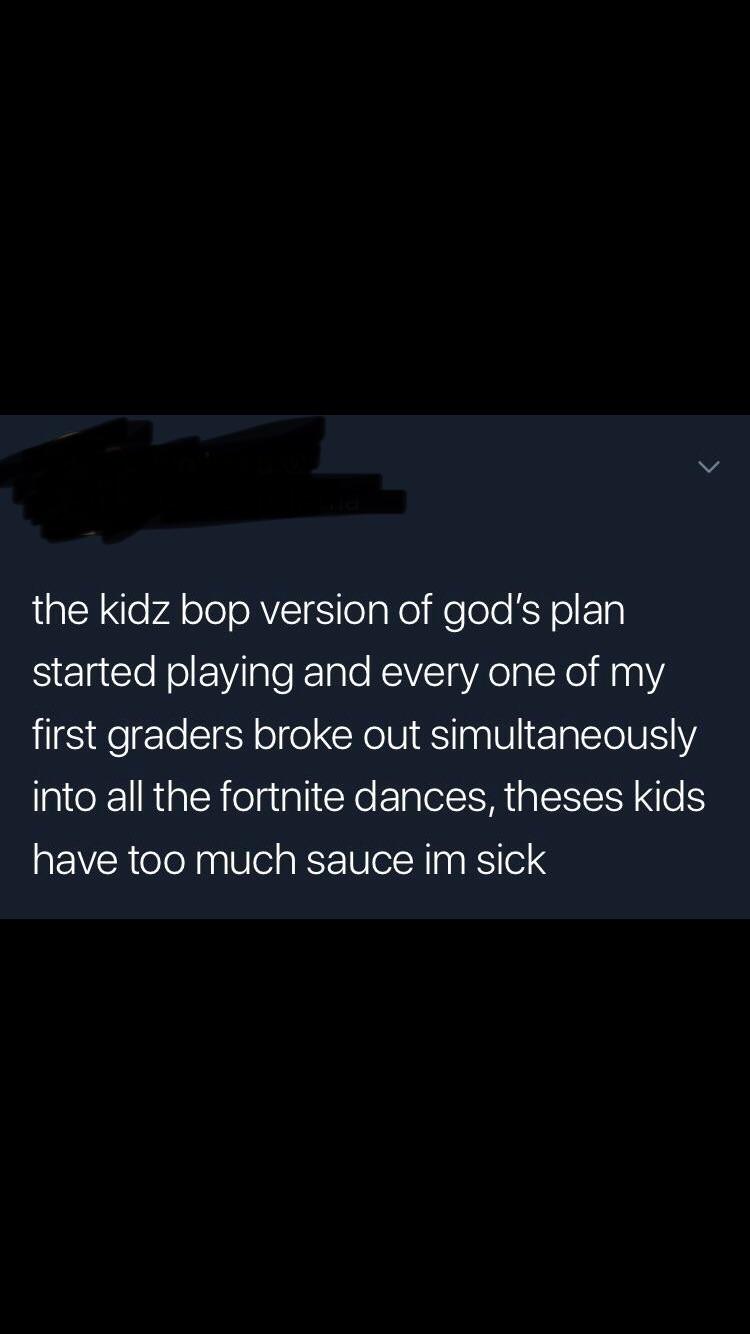 the kidz bop version of god's plan
started playing and every one of my
first graders broke out simultaneously
into all the fortnite dances, theses kids
have too much sauce im sick